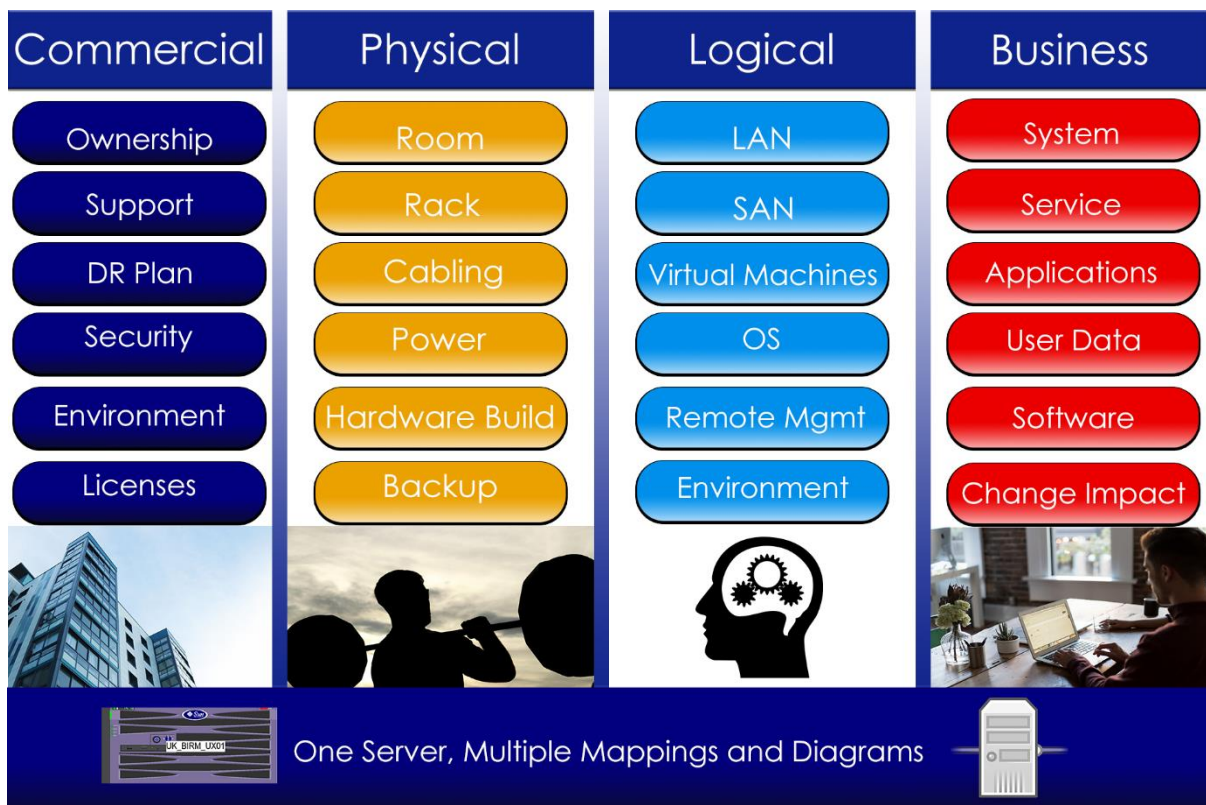 Commercial
Ownership
Support
DR Plan
Security
Environment
Licenses
Physical
Room
Rack
Cabling
Power
Hardware Build
Backup
Logical
LAN
SAN
Virtual Machines
OS
Remote Mgmt
Environment
Business
System
Service
Applications
User Data
Software
Change Impact
Sun
UK_BIRM_UX01
One Server, Multiple Mappings and Diagrams